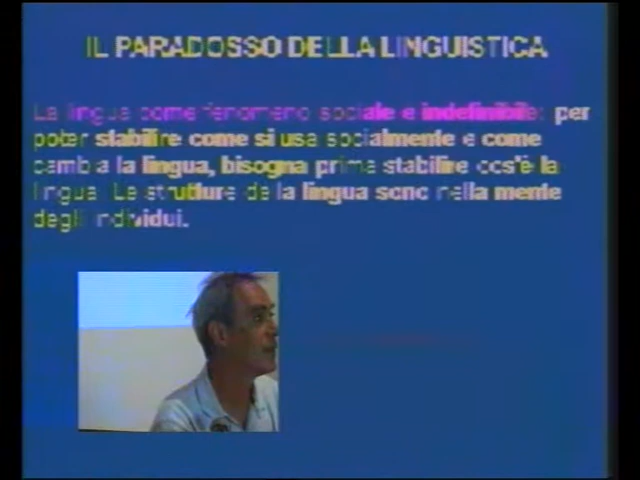 IL PARADOSSO DELLA LINGUISTICA
La lingua come fenomeno sociale è indefinibile: per
poter stabilire come si usa socialmente e come
cambia la lingua, bisogna prima stabilire cos'è la
lingua. Le strutture della lingua sono nella mente
degli individui.